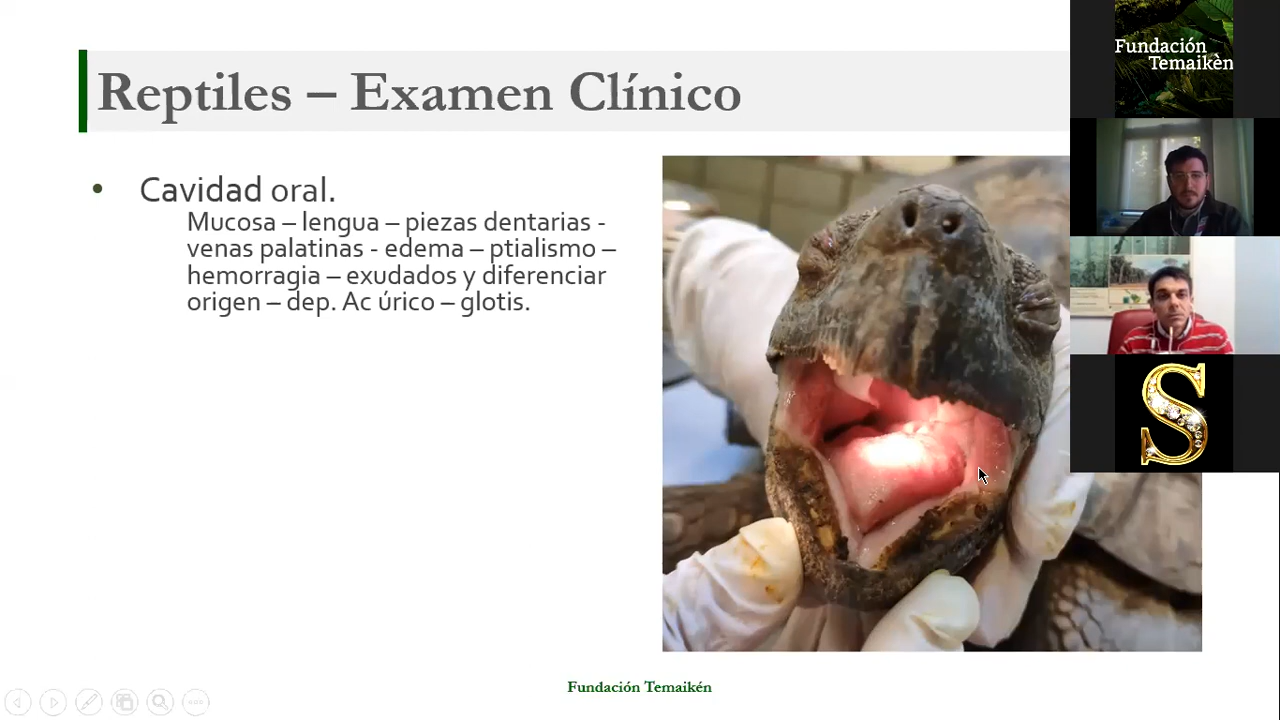 Reptiles – Examen Clínico
• Cavidad oral.
Mucosa – lengua – piezas dentarias -
venas palatinas - edema – ptialismo –
hemorragia – exudados y diferenciar
origen – dep. Ac úrico – glotis.
Fundación Temaikén
Fundación
Temaikèn
S